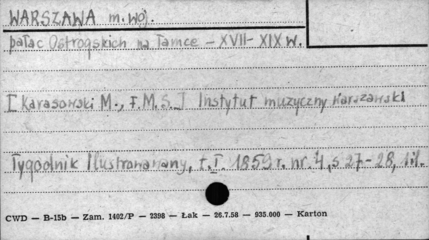 WARSZAWA m. woj.
pałac Ostrogskich na Tamce – XVII–XIX w.
[Karasowski M., F.M.S.] Instytut muzyczny warszawski
Tygodnik Ilustrowany, t. I. 1859 r. nr. 4, s 27–28, il.
CWD — B-15b — Zam. 1402/P — 2398 — Łak — 26.7.58 — 935.000 — Karton